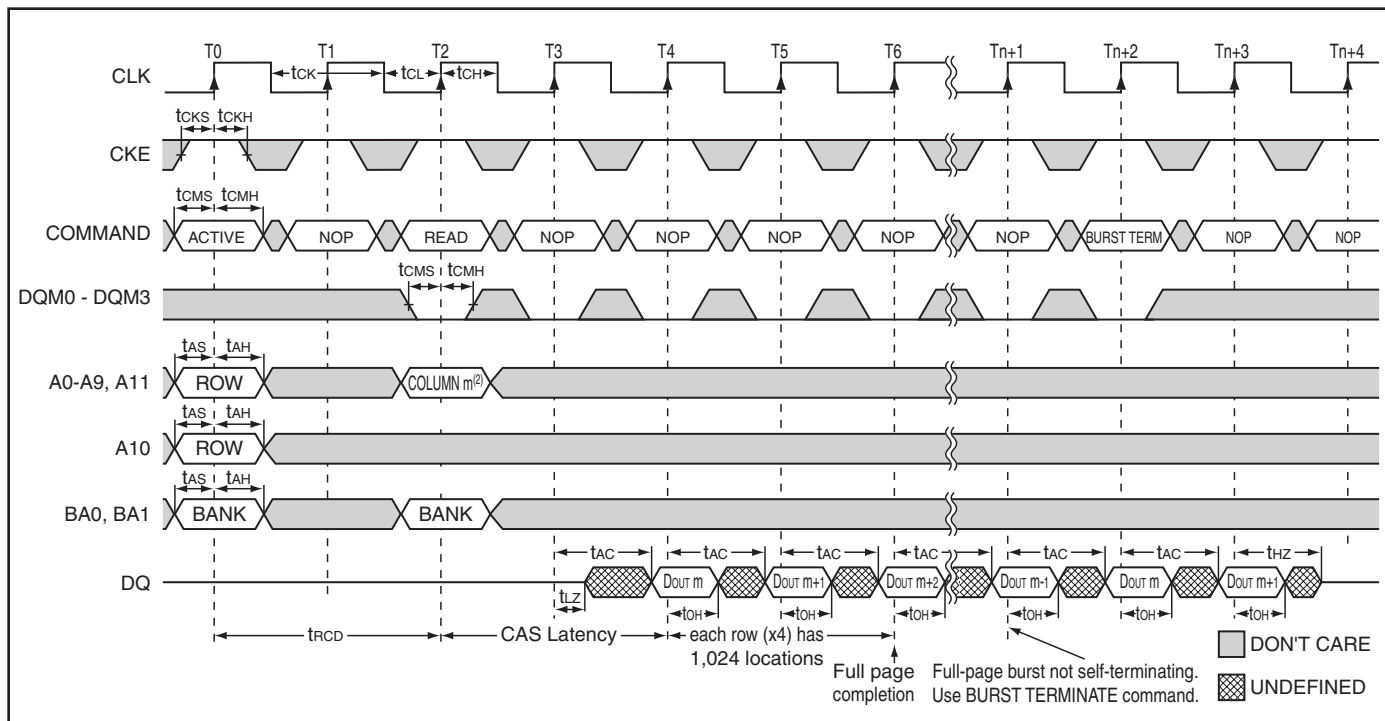 T0 T1 T2 T3 T4 T5 T6 Tn+1 Tn+2 Tn+3 Tn+4
CLK tCK tCL tCH
tCKS tCKH
CKE
tCMS tCMH
COMMAND ACTIVE NOP READ NOP NOP NOP NOP NOP BURST TERM NOP NOP
tCMS tCMH
DQM0 - DQM3
tAS tAH
A0-A9, A11 ROW COLUMN m(2)
tAS tAH
A10 ROW
tAS tAH
BA0, BA1 BANK BANK
tAC tAC tAC tAC tAC tAC tHZ
DQ DOUT m DOUT m+1 DOUT m+2 DOUT m-1 DOUT m DOUT m+1
tLZ tOH tOH tOH tOH tOH tOH
tRCD CAS Latency each row (x4) has
1,024 locations
Full page
completion
Full-page burst not self-terminating.
Use BURST TERMINATE command.
DON'T CARE
UNDEFINED